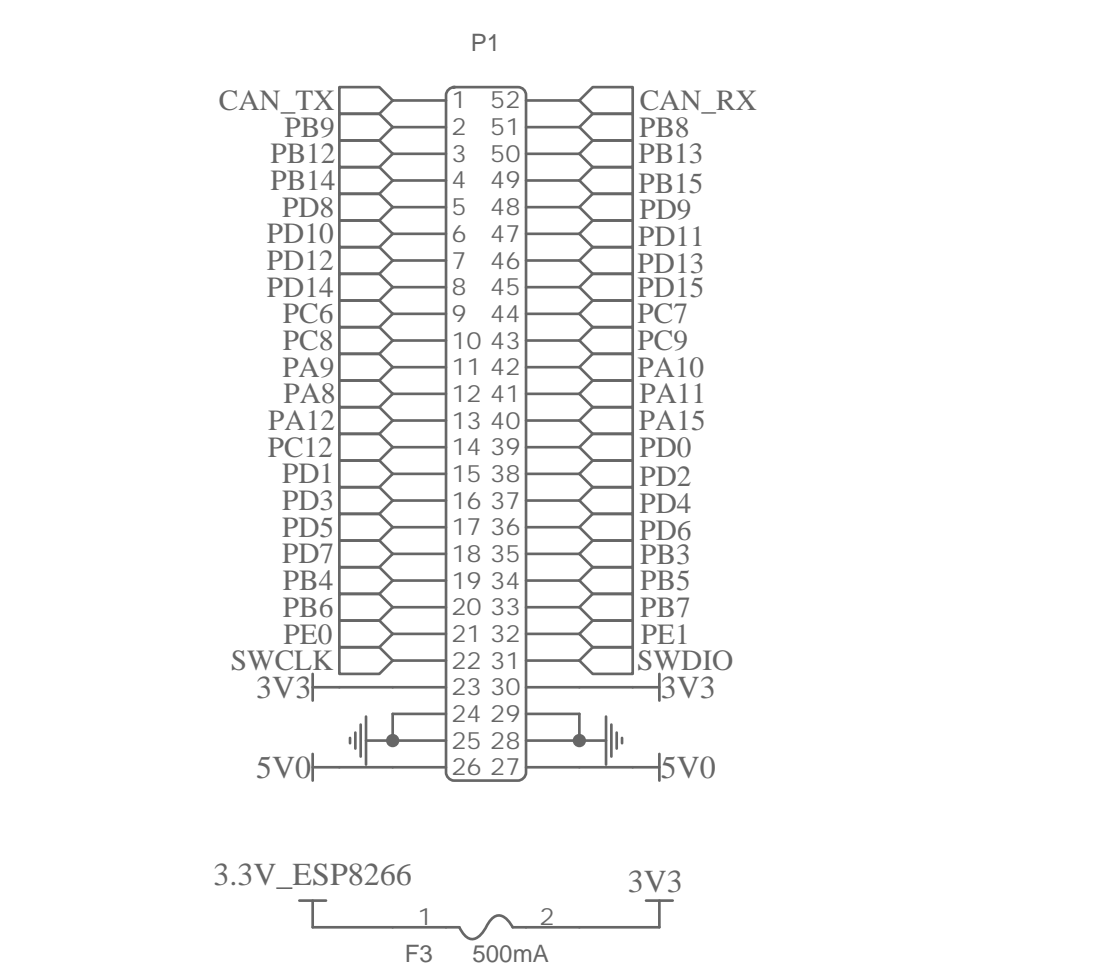 P1
CAN_TX 1 52 CAN_RX
PB9 2 51 PB8
PB12 3 50 PB13
PB14 4 49 PB15
PD8 5 48 PD9
PD10 6 47 PD11
PD12 7 46 PD13
PD14 8 45 PD15
PC6 9 44 PC7
PC8 10 43 PC9
PA9 11 42 PA10
PA8 12 41 PA11
PA12 13 40 PA15
PC12 14 39 PD0
PD1 15 38 PD2
PD3 16 37 PD4
PD5 17 36 PD6
PD7 18 35 PB3
PB4 19 34 PB5
PB6 20 33 PB7
PE0 21 32 PE1
SWCLK 22 31 SWDIO
3V3 23 30 3V3
24 29
25 28
5V0 26 27 5V0
3.3V_ESP8266 3V3
1 2
F3 500mA